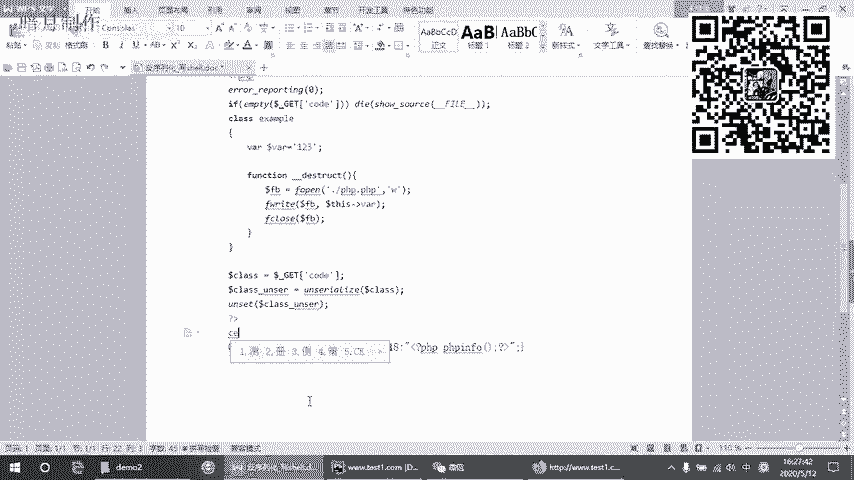 暗月制作
开始 插入 页面布局 引用 审阅 视图 章节 开发工具 特色功能
Consolas 10
粘贴 复制 格式刷 B I U
AaBbCcD AaB AaBbC
正文 标题 1 标题 2 新样式 文字工具 查找替换
error_reporting(0);
if(empty($_GET['code'])) die(show_source(__FILE__));
class example
{
var $var='123';
function __destruct(){
$fb = fopen('./php.php','w');
fwrite($fb, $this->var);
fclose($fb);
}
}
$class = $_GET['code'];
$class_unser = unserialize($class);
unset($class_unser);
?>
ce
18:"<?php phpinfo();?>";}
1.测 2.册 3.侧 4.策 5.CE
110 %
demo2 www.test1.com [D... 微信 http://www.test1.c...
16:27:42
2020/5/12